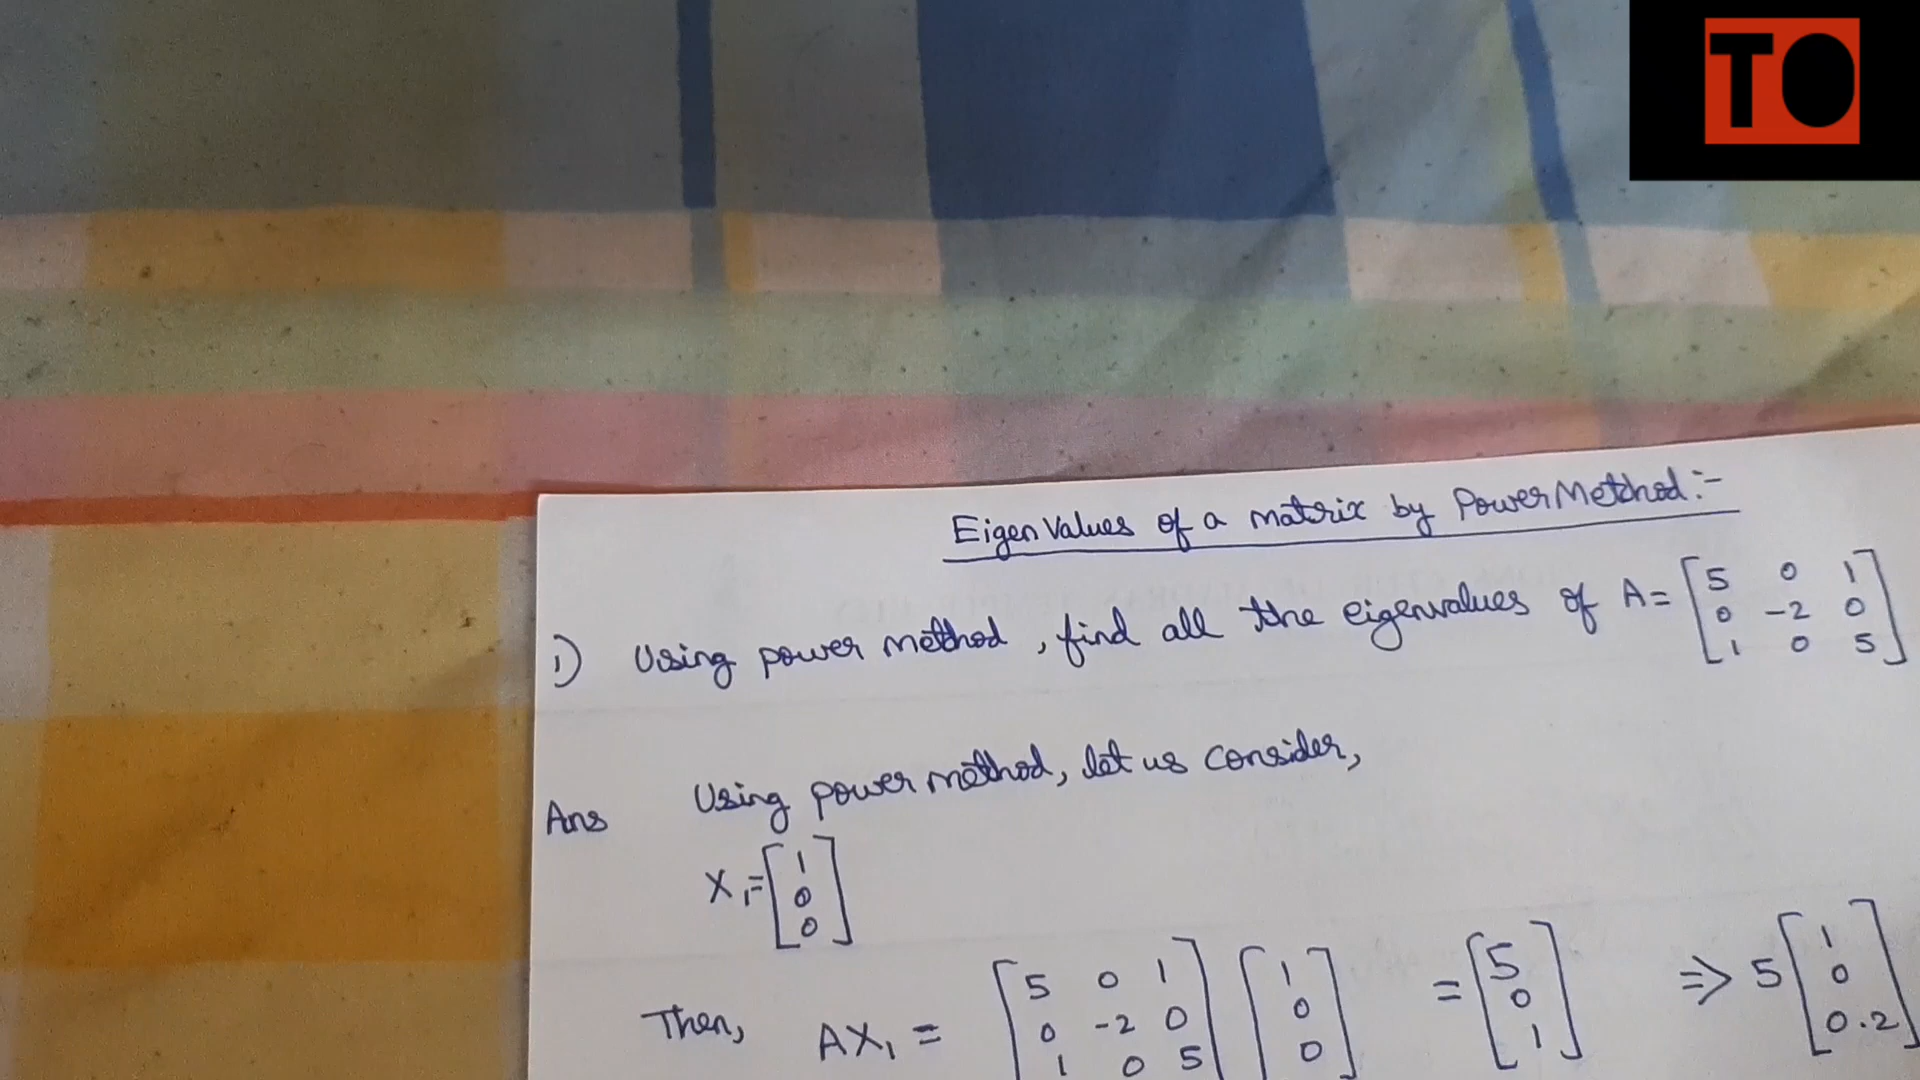 TO
Eigen Values of a matrix by Power Method:-
1) Using power method, find all the eigenvalues of A= [5 0 1
0 -2 0
1 0 5]
Ans Using power method, let us consider,
X₁= [1
0
0]
Then, AX₁ = [5 0 1 [1 = [5 => 5 [1
0 -2 0 0 0 0
1 0 5] 0] 1] 0.2]